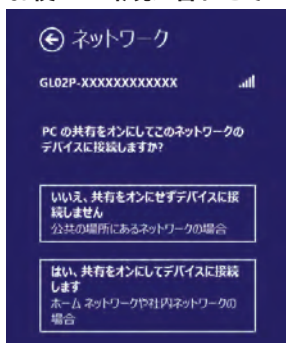 ネットワーク
GL02P-XXXXXXXXXXXX
PC の共有をオンにしてこのネットワークの
デバイスに接続しますか?
いいえ、共有をオンにせずデバイスに接
続しません
公共の場所にあるネットワークの場合
はい、共有をオンにしてデバイスに接続
します
ホーム ネットワークや社内ネットワークの
場合